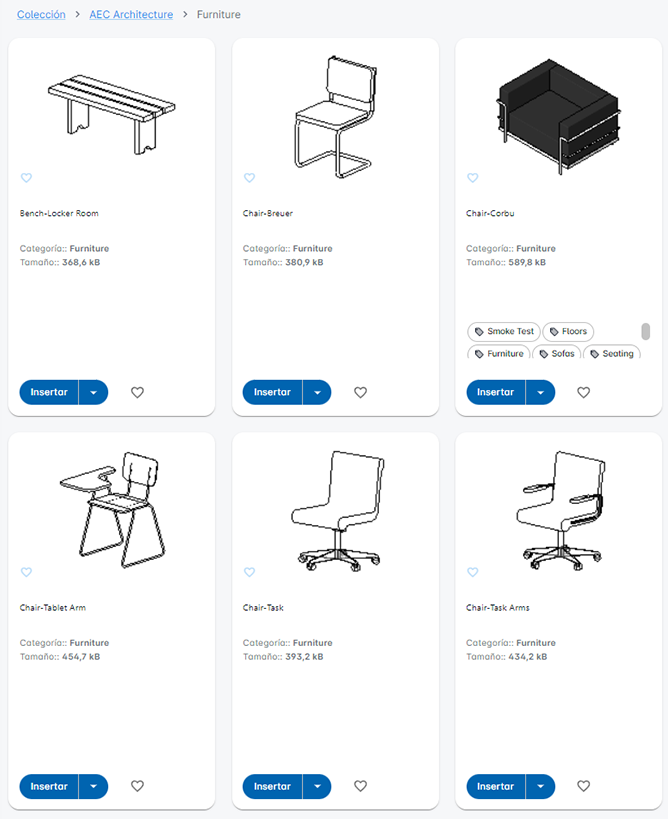 Colección > AEC Architecture > Furniture
Bench-Locker Room
Categoría:: Furniture
Tamaño:: 368,6 kB
Insertar
Chair-Breuer
Categoría:: Furniture
Tamaño:: 380,9 kB
Insertar
Chair-Corbu
Categoría:: Furniture
Tamaño:: 589,8 kB
Smoke Test Floors
Furniture Sofas Seating
Insertar
Chair-Tablet Arm
Categoría:: Furniture
Tamaño:: 454,7 kB
Insertar
Chair-Task
Categoría:: Furniture
Tamaño:: 393,2 kB
Insertar
Chair-Task Arms
Categoría:: Furniture
Tamaño:: 434,2 kB
Insertar